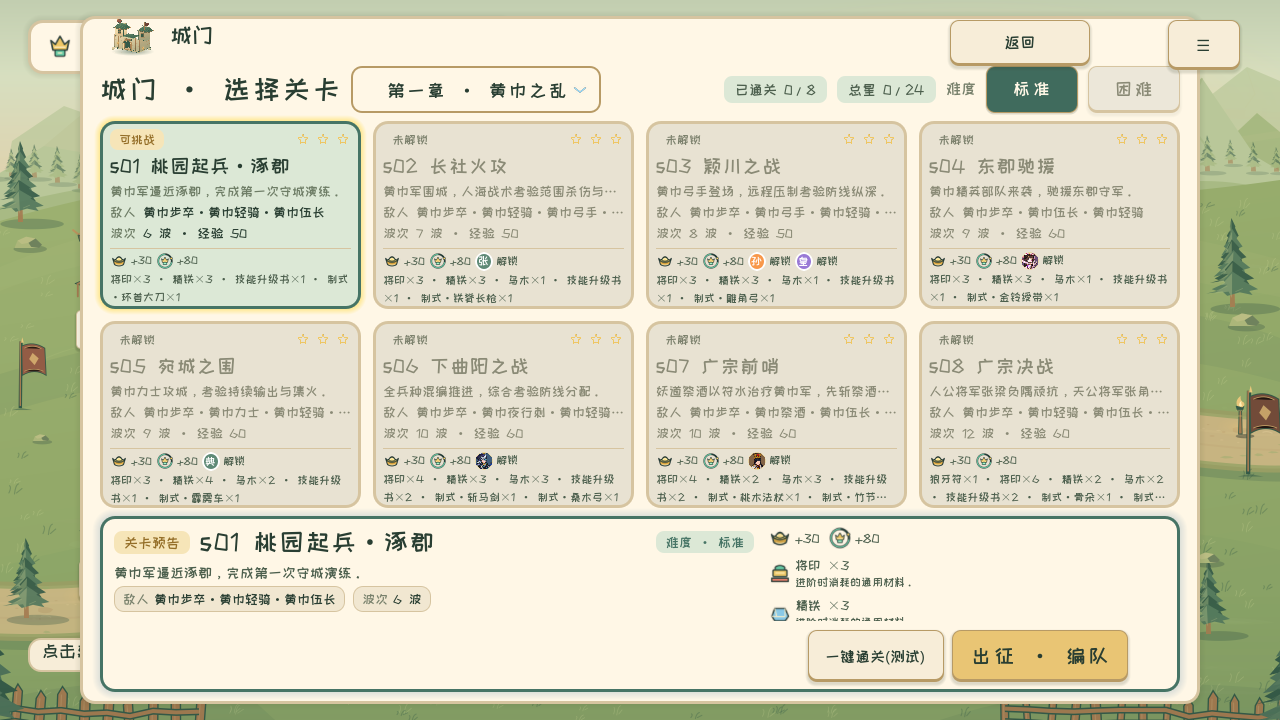 城门
返回
☰
城门 · 选择关卡
第一章 · 黄巾之乱
已通关 0/8
总星 0/24
难度
标准
困难
可挑战
s01 桃园起兵·涿郡
黄巾军逼近涿郡，完成第一次守城演练。
敌人 黄巾步卒·黄巾轻骑·黄巾伍长
波次 6 波 · 经验 50
+30 +80
将印×3 · 精铁×3 · 技能升级书×1 · 制式
·环首大刀×1
未解锁
s02 长社火攻
黄巾军围城，人海战术考验范围杀伤与…
敌人 黄巾步卒·黄巾轻骑·黄巾弓手·…
波次 7 波 · 经验 50
+30 +80 张 解锁
将印×3 · 精铁×3 · 乌木×1 · 技能升级书
×1 · 制式·铁脊长枪×1
未解锁
s03 颍川之战
黄巾弓手登场，远程压制考验防线纵深。
敌人 黄巾步卒·黄巾弓手·黄巾轻骑·…
波次 8 波 · 经验 50
+30 +80 孙 解锁 皇 解锁
将印×3 · 精铁×3 · 乌木×1 · 技能升级书
×1 · 制式·雕角弓×1
未解锁
s04 东郡驰援
黄巾精英部队来袭，驰援东郡守军。
敌人 黄巾步卒·黄巾伍长·黄巾轻骑
波次 9 波 · 经验 60
+30 +80 解锁
将印×3 · 精铁×3 · 乌木×1 · 技能升级书
×1 · 制式·金铃绶带×1
未解锁
s05 宛城之围
黄巾力士攻城，考验持续输出与集火。
敌人 黄巾步卒·黄巾力士·黄巾轻骑·…
波次 9 波 · 经验 60
+30 +80 解锁
将印×3 · 精铁×4 · 乌木×2 · 技能升级
书×1 · 制式·霹雳车×1
未解锁
s06 下曲阳之战
全兵种混编推进，综合考验防线分配。
敌人 黄巾步卒·黄巾夜行刺·黄巾轻骑…
波次 10 波 · 经验 60
+30 +80 解锁
将印×4 · 精铁×3 · 乌木×2 · 技能升级
书×2 · 制式·斩马剑×1 · 制式·桑木弓×1
未解锁
s07 广宗前哨
妖道祭酒以符水治疗黄巾军，先斩祭酒…
敌人 黄巾步卒·黄巾祭酒·黄巾伍长·…
波次 10 波 · 经验 60
+30 +80 解锁
将印×4 · 精铁×3 · 乌木×2 · 技能升级
书×2 · 制式·桃木法杖×1 · 制式·竹节…
未解锁
s08 广宗决战
人公将军张梁负隅顽抗，天公将军张角…
敌人 黄巾步卒·黄巾轻骑·黄巾伍长·…
波次 12 波 · 经验 60
+30 +80
狼牙符×1 · 将印×6 · 精铁×2 · 乌木×2
· 技能升级书×2 · 制式·骨朵×1 · 制式…
关卡预告
s01 桃园起兵·涿郡
难度 · 标准
黄巾军逼近涿郡，完成第一次守城演练。
敌人 黄巾步卒·黄巾轻骑·黄巾伍长
波次 6 波
+30 +80
将印 ×3
进阶时消耗的通用材料。
精铁 ×3
进阶时消耗的通用材料
一键通关(测试)
出征 · 编队
点击